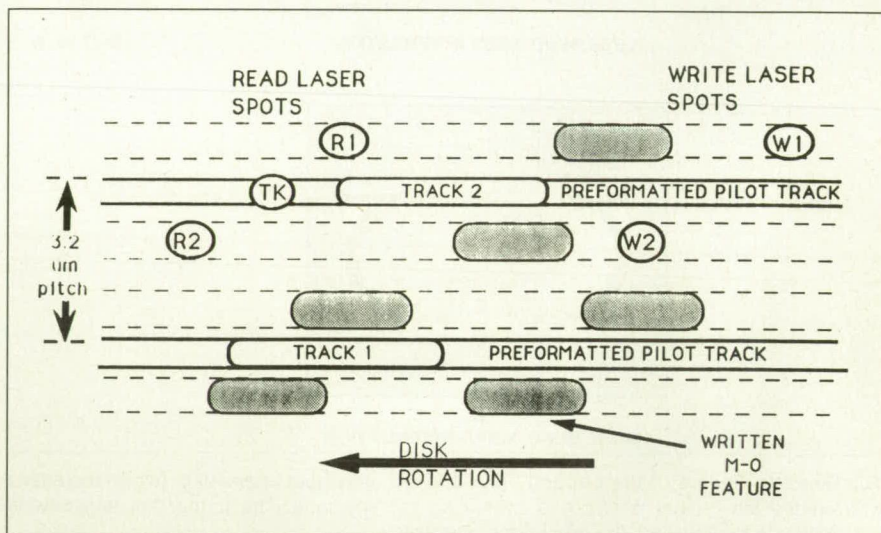 READ LASER
SPOTS
WRITE LASER
SPOTS
R1
W1
TK
TRACK 2
PREFORMATTED PILOT TRACK
R2
W2
3.2
um
pitch
TRACK 1
PREFORMATTED PILOT TRACK
DISK
ROTATION
WRITTEN
M-O
FEATURE